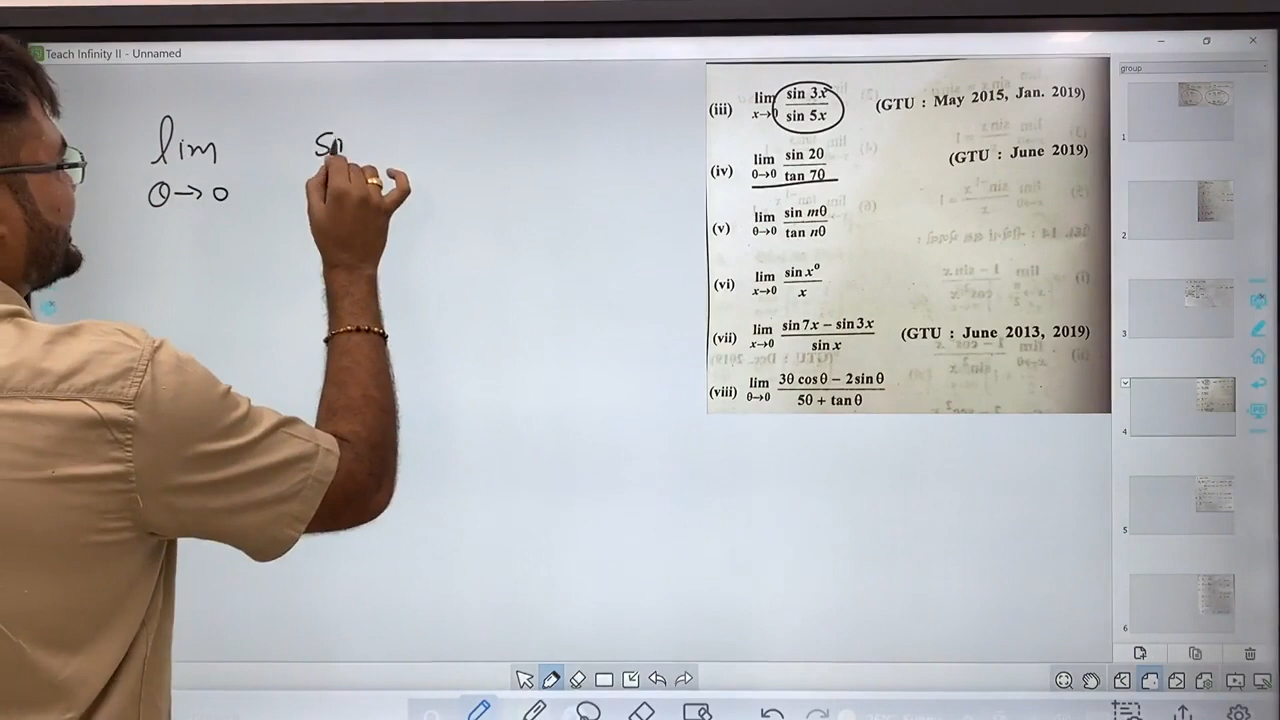 Teach Infinity II - Unnamed
group
lim
θ→0
(iii) lim x→0 sin 3x / sin 5x (GTU : May 2015, Jan. 2019)
(iv) lim θ→0 sin 2θ / tan 7θ (GTU : June 2019)
(v) lim θ→0 sin mθ / tan nθ
(vi) lim x→0 sin x° / x
(vii) lim x→0 sin 7x – sin 3x / sin x (GTU : June 2013, 2019)
(viii) lim θ→0 3θ cos θ – 2 sin θ / 5θ + tan θ
1
2
3
4
5
6